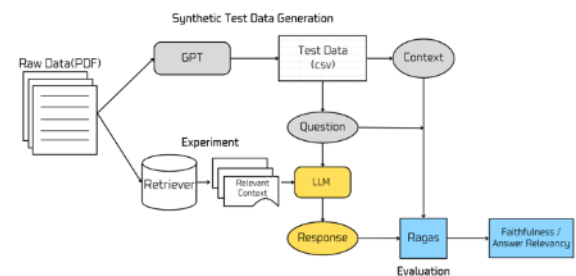 Synthetic Test Data Generation
Raw Data(PDF)
GPT
Test Data
(csv)
Context
Question
Experiment
Retriever
Relevant
Context
LLM
Response
Ragas
Faithfulness /
Answer Relevancy
Evaluation